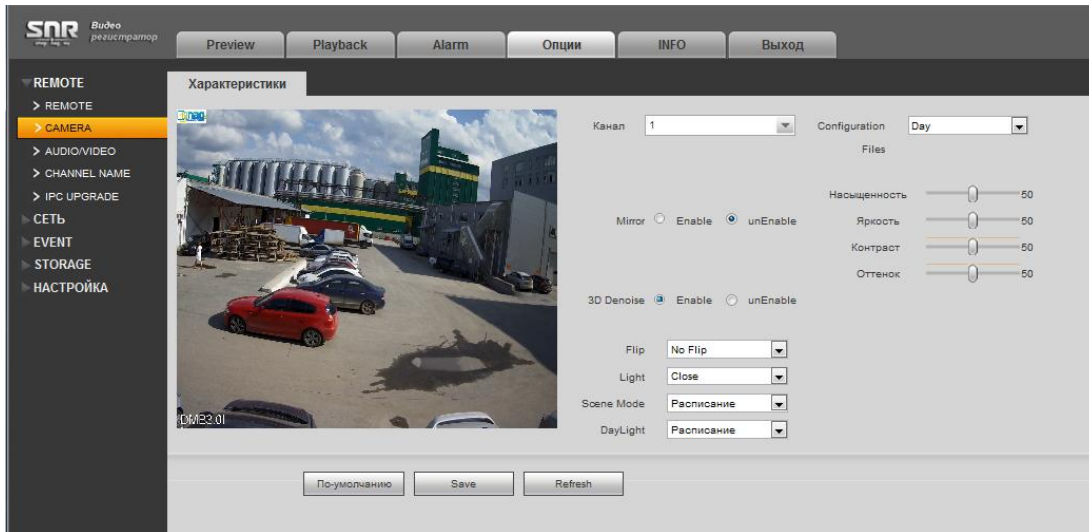 SNR
Видео
регистратор
Preview Playback Alarm Опции INFO Выход
REMOTE
> REMOTE
> CAMERA
> AUDIO/VIDEO
> CHANNEL NAME
> IPC UPGRADE
СЕТЬ
EVENT
STORAGE
НАСТРОЙКА
Характеристики
nag
Канал 1 Configuration Day
Files
Насыщенность 50
Mirror Enable unEnable Яркость 50
Контраст 50
Оттенок 50
3D Denoise Enable unEnable
Flip No Flip
Light Close
Scene Mode Расписание
DayLight Расписание
По-умолчанию Save Refresh